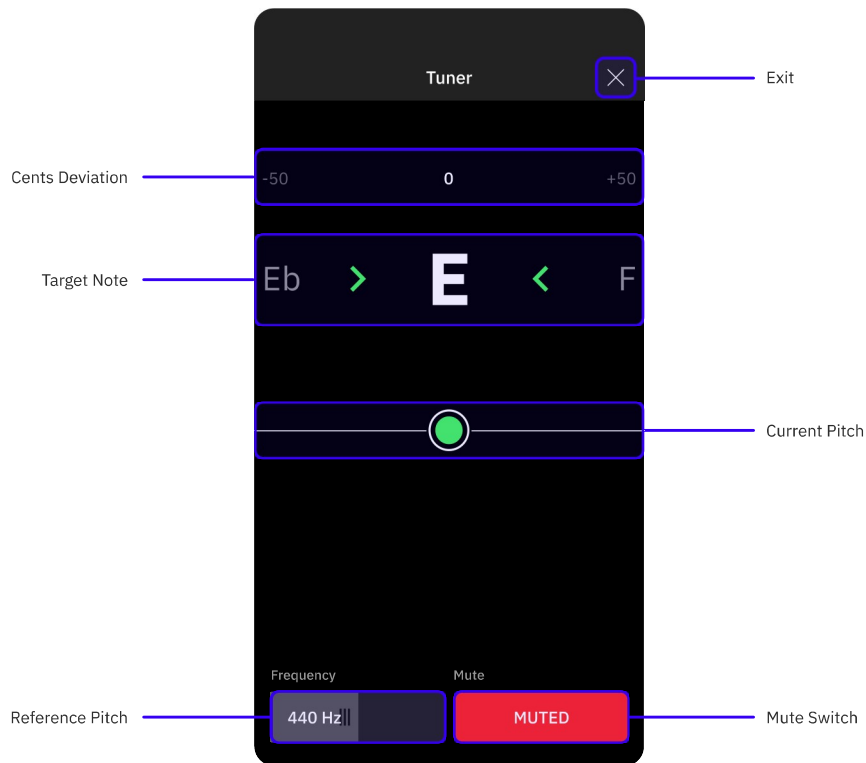 Tuner
Exit
Cents Deviation
-50 0 +50
Target Note
Eb > E < F
Current Pitch
Frequency Mute
Reference Pitch
440 Hz
MUTED
Mute Switch